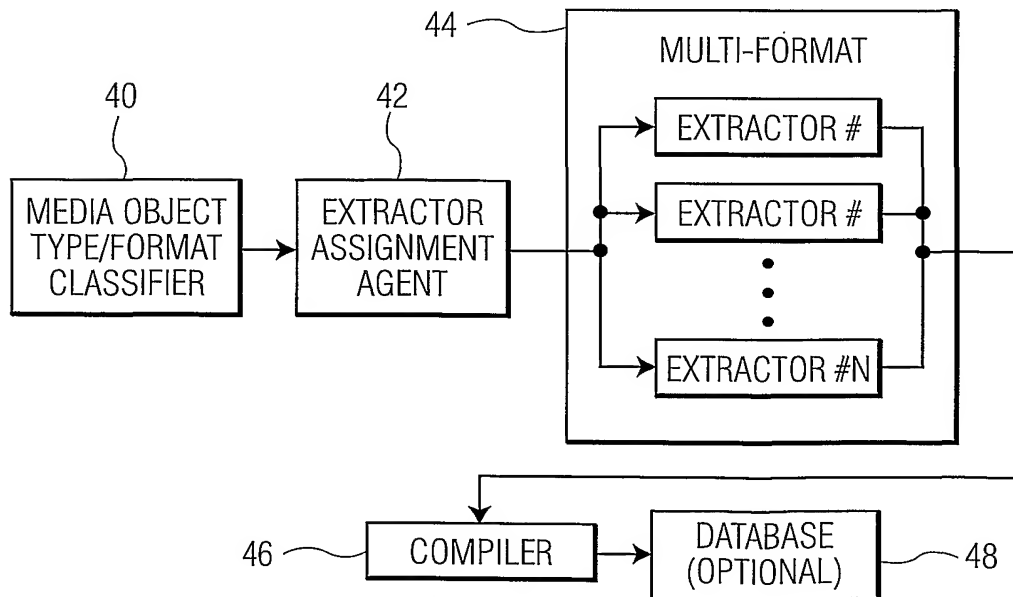 44
MULTI-FORMAT
40
42
EXTRACTOR #
MEDIA OBJECT
TYPE/FORMAT
CLASSIFIER
EXTRACTOR
ASSIGNMENT
AGENT
EXTRACTOR #
EXTRACTOR #N
46
COMPILER
DATABASE
(OPTIONAL)
48